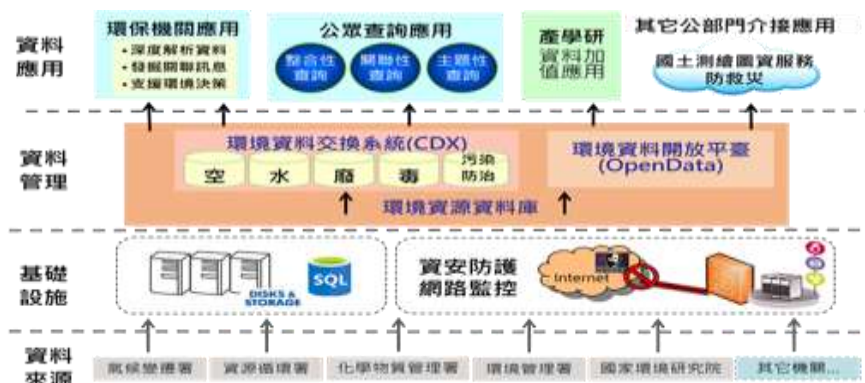 資料
應用
環保機關應用
•深度解析資料
•發掘關聯訊息
•支援環境決策
公眾查詢應用
整合性
查詢
關聯性
查詢
主題性
查詢
產學研
資料加
值應用
其它公部門介接應用
國土測繪圖資服務
防救災
資料
管理
環境資料交換系統(CDX)
空
水
廢
毒
污染
防治
環境資料開放平臺
(OpenData)
環境資源資料庫
基礎
設施
DISKS &
STORAGE
SQL
資安防護
網路監控
Internet
資料
來源
氣候變遷署
資源循環署
化學物質管理署
環境管理署
國家環境研究院
其它機關...